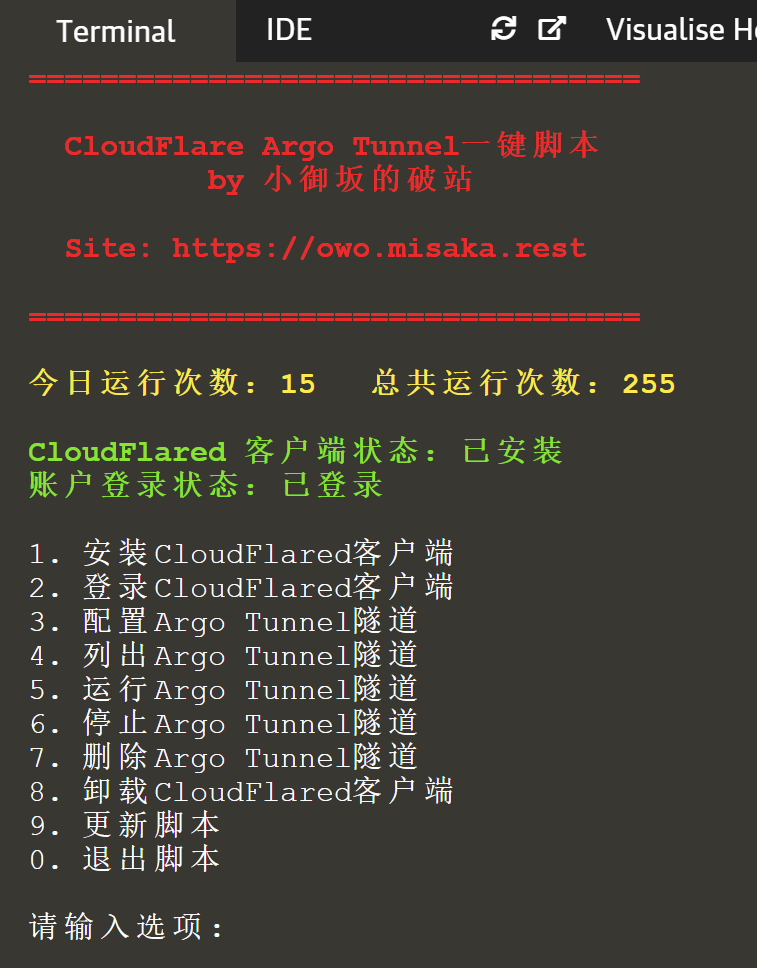 Terminal IDE Visualise
==================================
CloudFlare Argo Tunnel一键脚本
by 小御坂的破站
Site: https://owo.misaka.rest
==================================
今日运行次数：15 总共运行次数：255
CloudFlared 客户端状态：已安装
账户登录状态：已登录
1. 安装CloudFlared客户端
2. 登录CloudFlared客户端
3. 配置Argo Tunnel隧道
4. 列出Argo Tunnel隧道
5. 运行Argo Tunnel隧道
6. 停止Argo Tunnel隧道
7. 删除Argo Tunnel隧道
8. 卸载CloudFlared客户端
9. 更新脚本
0. 退出脚本
请输入选项：